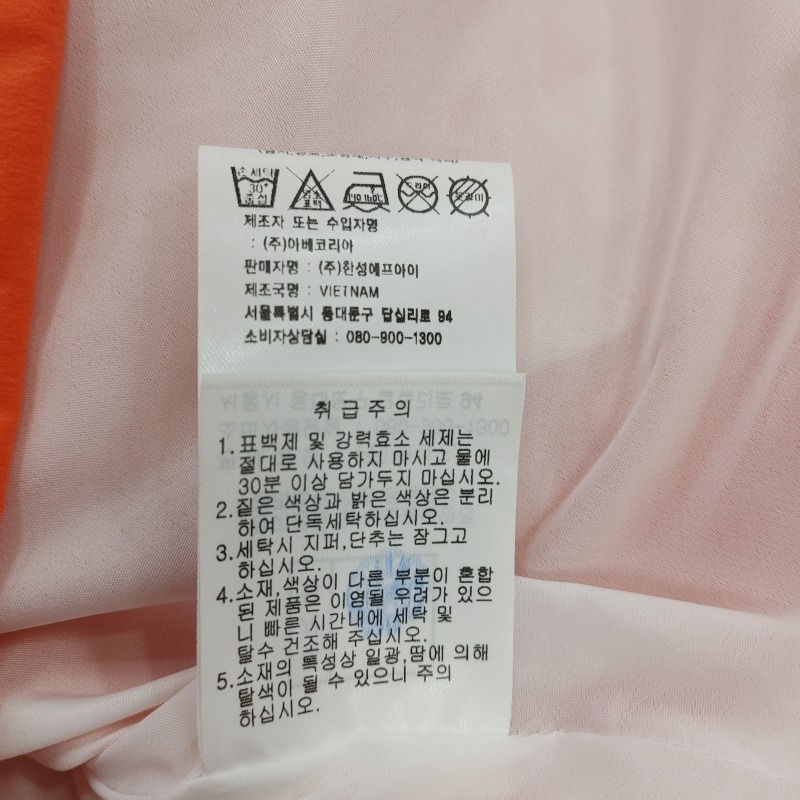 손세탁
30°
중성
염소
표백
140-160℃
드라이
제조자 또는 수입자명
: (주)아베코리아
판매자명 : (주)한성에프아이
제조국명 : VIETNAM
서울특별시 동대문구 답십리로 94
소비자상담실 : 080-900-1300
취 급 주 의
1. 표백제 및 강력효소 세제는
절대로 사용하지 마시고 물에
30분 이상 담가두지 마십시오.
2. 짙은 색상과 밝은 색상은 분리
하여 단독세탁하십시오.
3. 세탁시 지퍼,단추는 잠그고
하십시오.
4. 소재,색상이 다른 부분이 혼합
된 제품은 이염될 우려가 있으
니 빠른 시간내에 세탁 및
탈수 건조해 주십시오.
5. 소재의 특성상 일광,땀에 의해
탈색이 될 수 있으니 주의
하십시오.